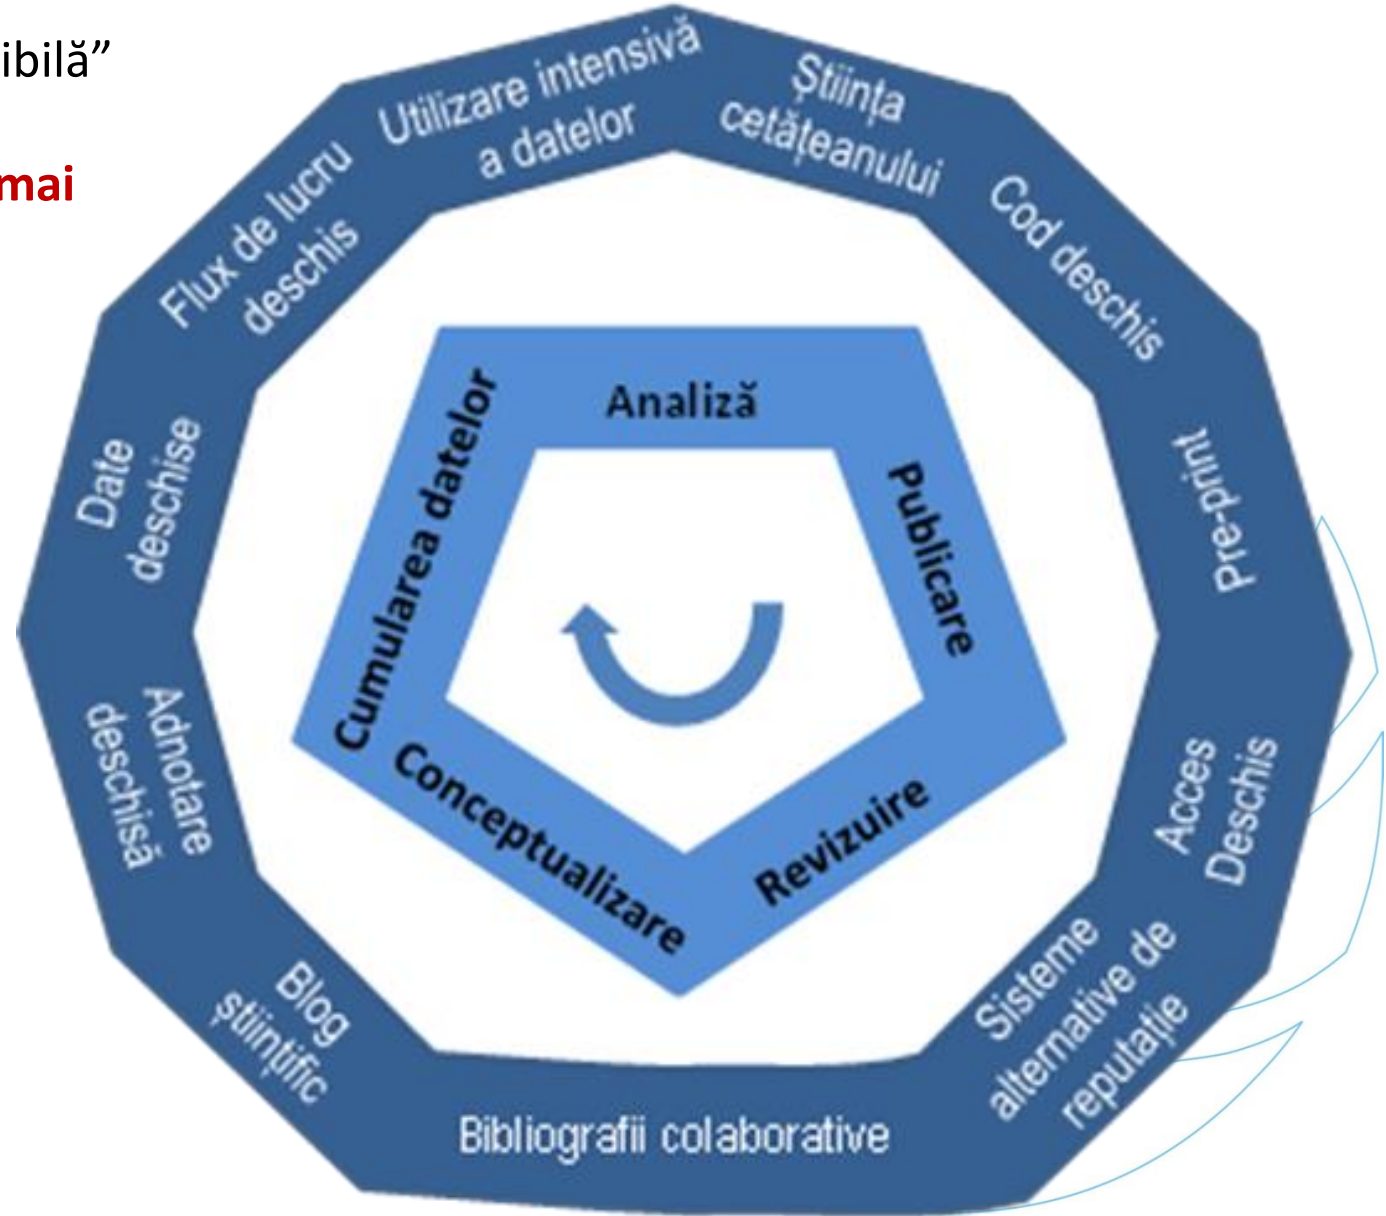 ibilă”
mai
Utilizare intensivă
a datelor
Știința
cetățeanului
Cod deschis
Pre-print
Acces
Deschis
Sisteme
alternative de
reputație
Bibliografii colaborative
Blog
științific
Adnotare
deschisă
Date
deschise
Flux de lucru
deschis
Analiză
Publicare
Revizuire
Conceptualizare
Cumularea datelor